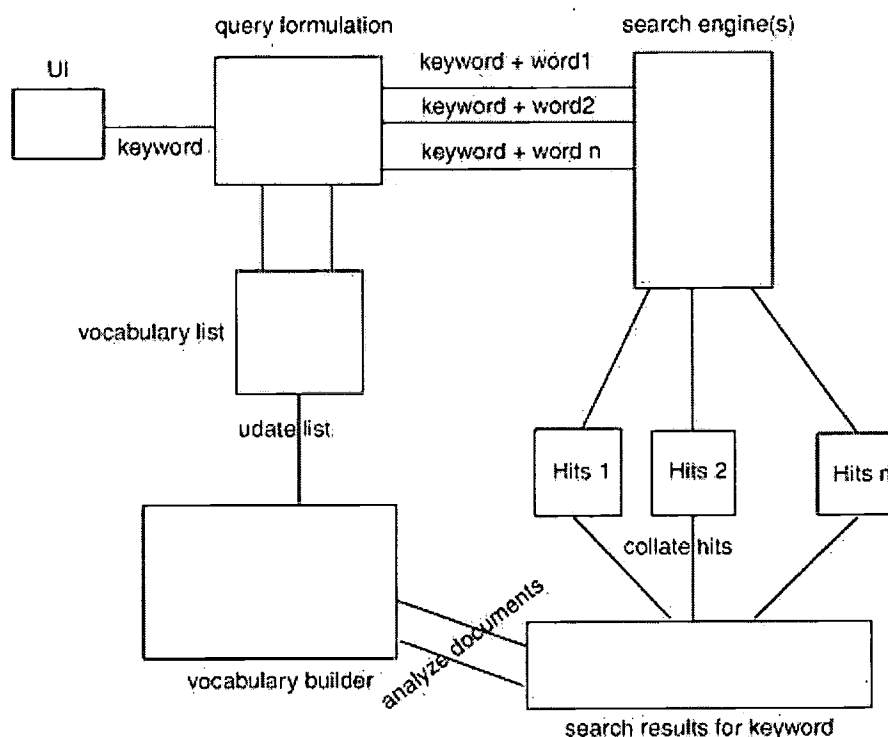 query formulation
search engine(s)
UI
keyword + word1
keyword + word2
keyword
keyword + word n
vocabulary list
udate list
Hits 1
Hits 2
Hits n
collate hits
analyze documents
vocabulary builder
search results for keyword